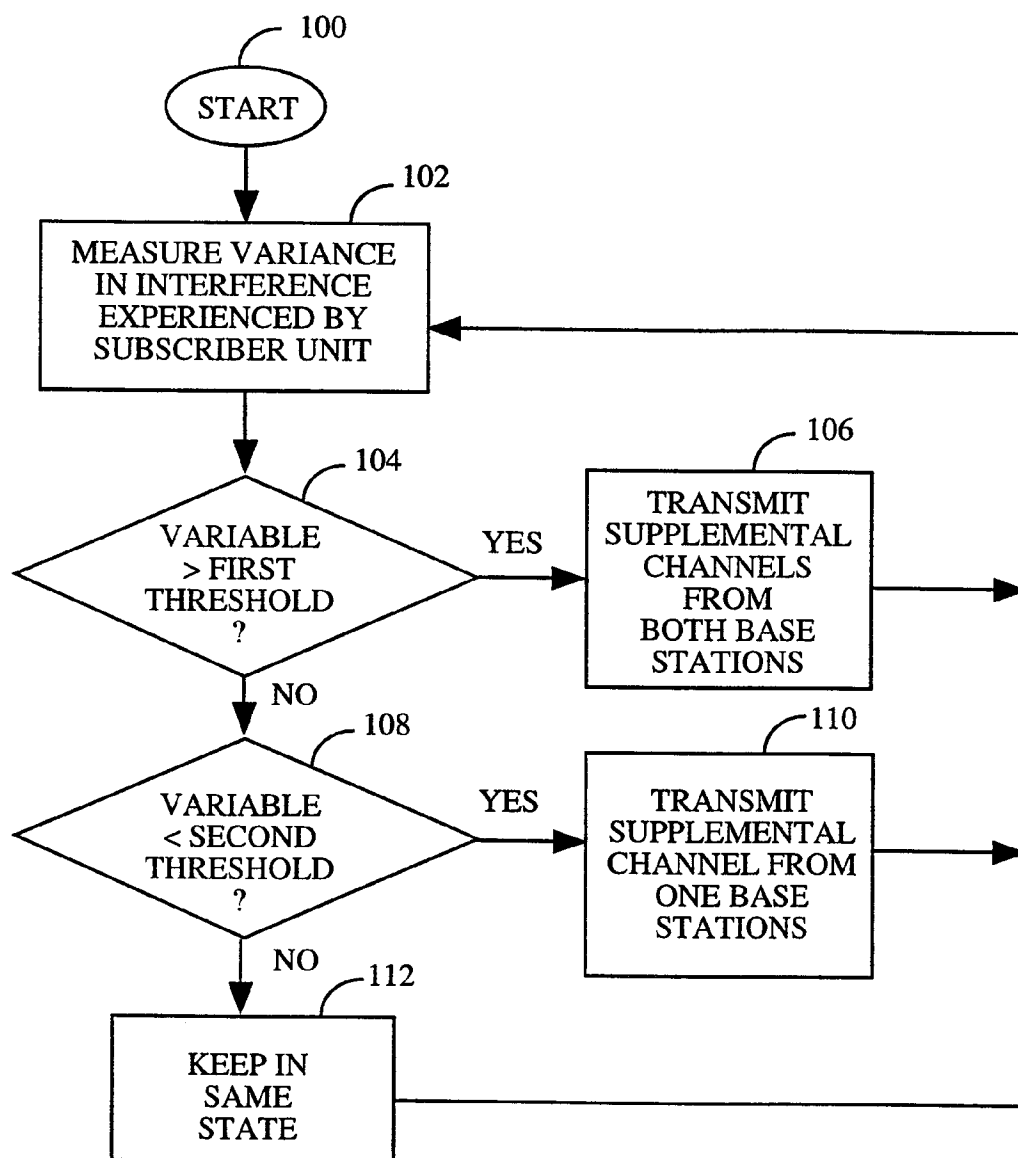 100
START
102
MEASURE VARIANCE
IN INTERFERENCE
EXPERIENCED BY
SUBSCRIBER UNIT
104
VARIABLE
> FIRST
THRESHOLD
?
YES
106
TRANSMIT
SUPPLEMENTAL
CHANNELS
FROM
BOTH BASE
STATIONS
NO
108
VARIABLE
< SECOND
THRESHOLD
?
YES
110
TRANSMIT
SUPPLEMENTAL
CHANNEL FROM
ONE BASE
STATIONS
NO
112
KEEP IN
SAME
STATE